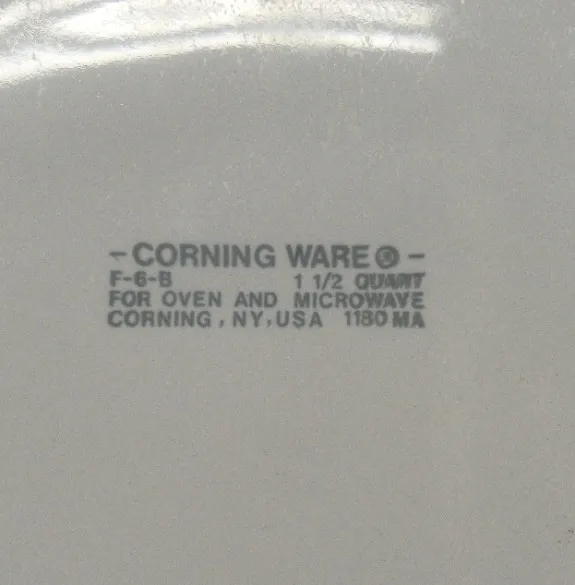 - CORNING WARE ® -
F-6-B 1 1/2 QUART
FOR OVEN AND MICROWAVE
CORNING, NY, USA 1180 MA